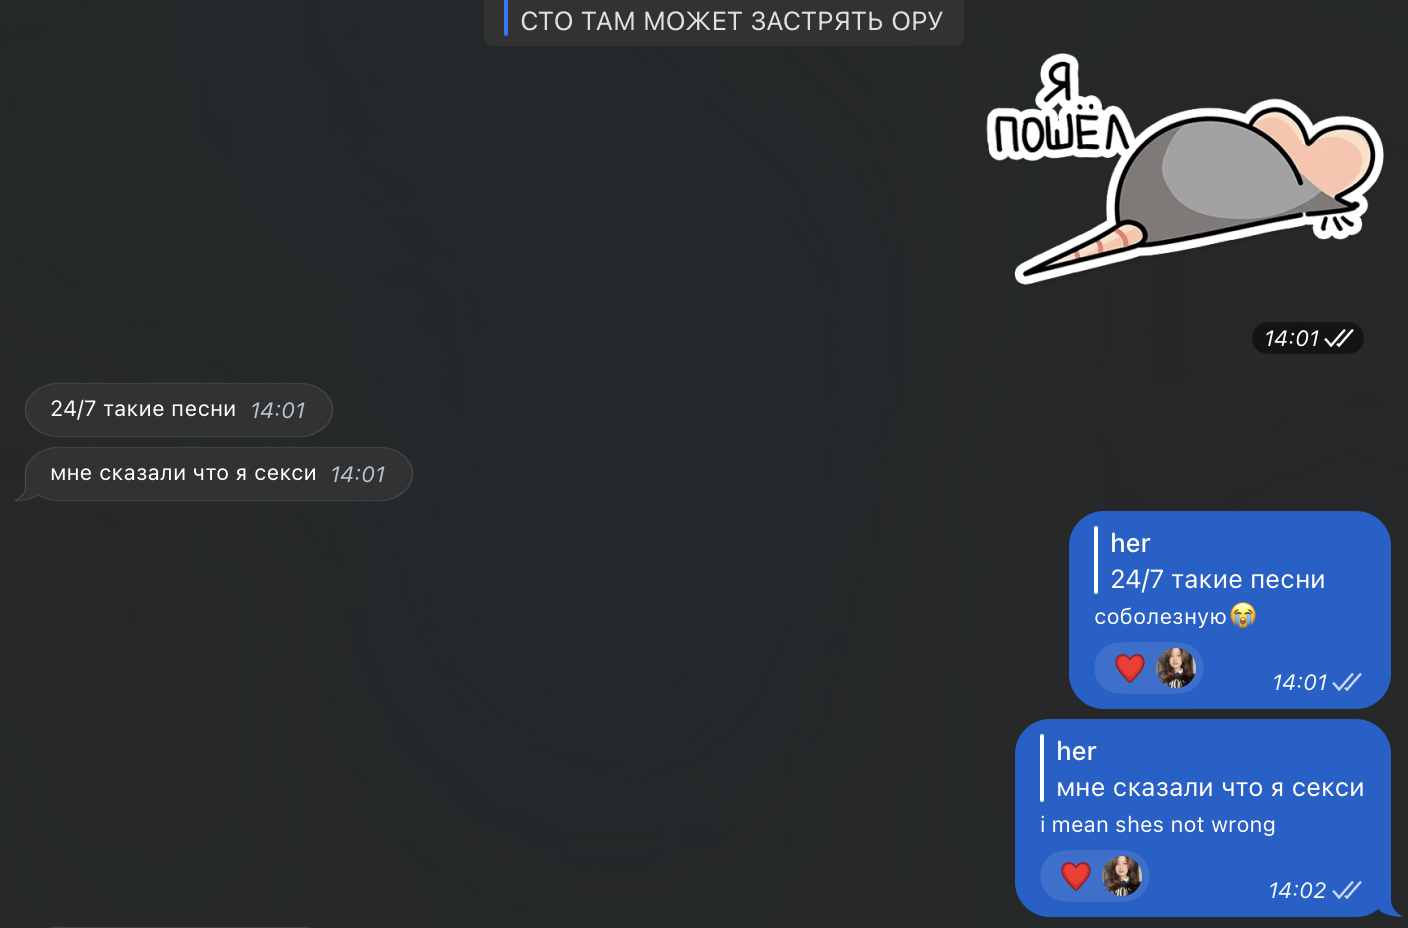 СТО ТАМ МОЖЕТ ЗАСТРЯТЬ ОРУ
Я
ПОШЁЛ
14:01
24/7 такие песни 14:01
мне сказали что я секси 14:01
her
24/7 такие песни
соболезную😭
14:01
her
мне сказали что я секси
i mean shes not wrong
14:02